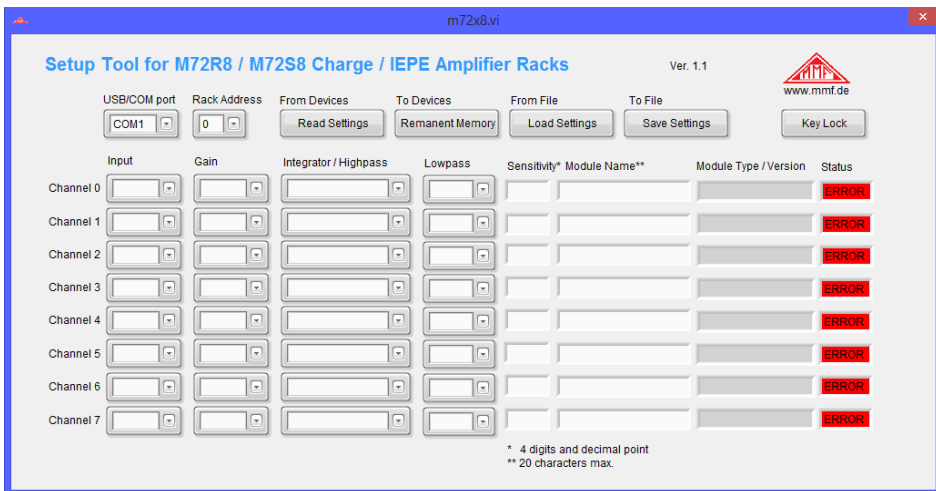 m72x8.vi
Setup Tool for M72R8 / M72S8 Charge / IEPE Amplifier Racks
Ver. 1.1
MMF
www.mmf.de
USB/COM port Rack Address From Devices To Devices From File To File
COM1 0 Read Settings Remanent Memory Load Settings Save Settings Key Lock
Input Gain Integrator / Highpass Lowpass Sensitivity* Module Name** Module Type / Version Status
Channel 0 ERROR
Channel 1 ERROR
Channel 2 ERROR
Channel 3 ERROR
Channel 4 ERROR
Channel 5 ERROR
Channel 6 ERROR
Channel 7 ERROR
* 4 digits and decimal point
** 20 characters max.